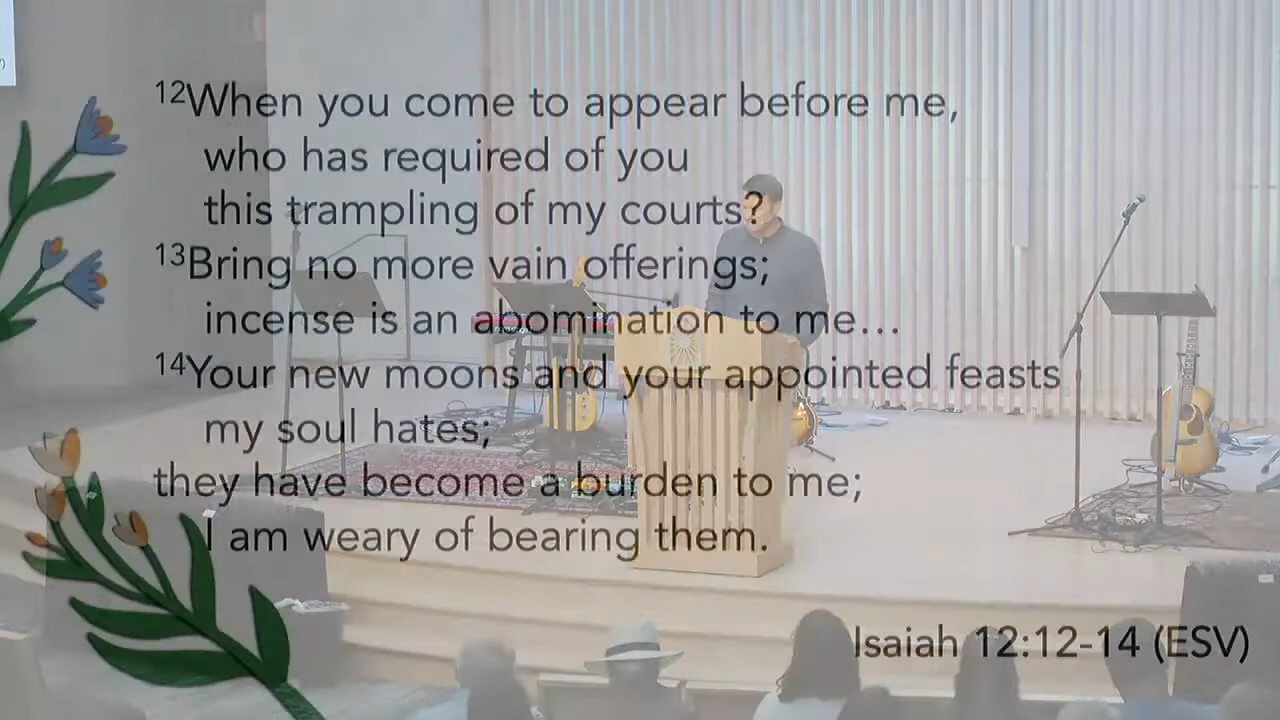 12When you come to appear before me,
who has required of you
this trampling of my courts?
13Bring no more vain offerings;
incense is an abomination to me…
14Your new moons and your appointed feasts
my soul hates;
they have become a burden to me;
I am weary of bearing them.
Isaiah 12:12-14 (ESV)